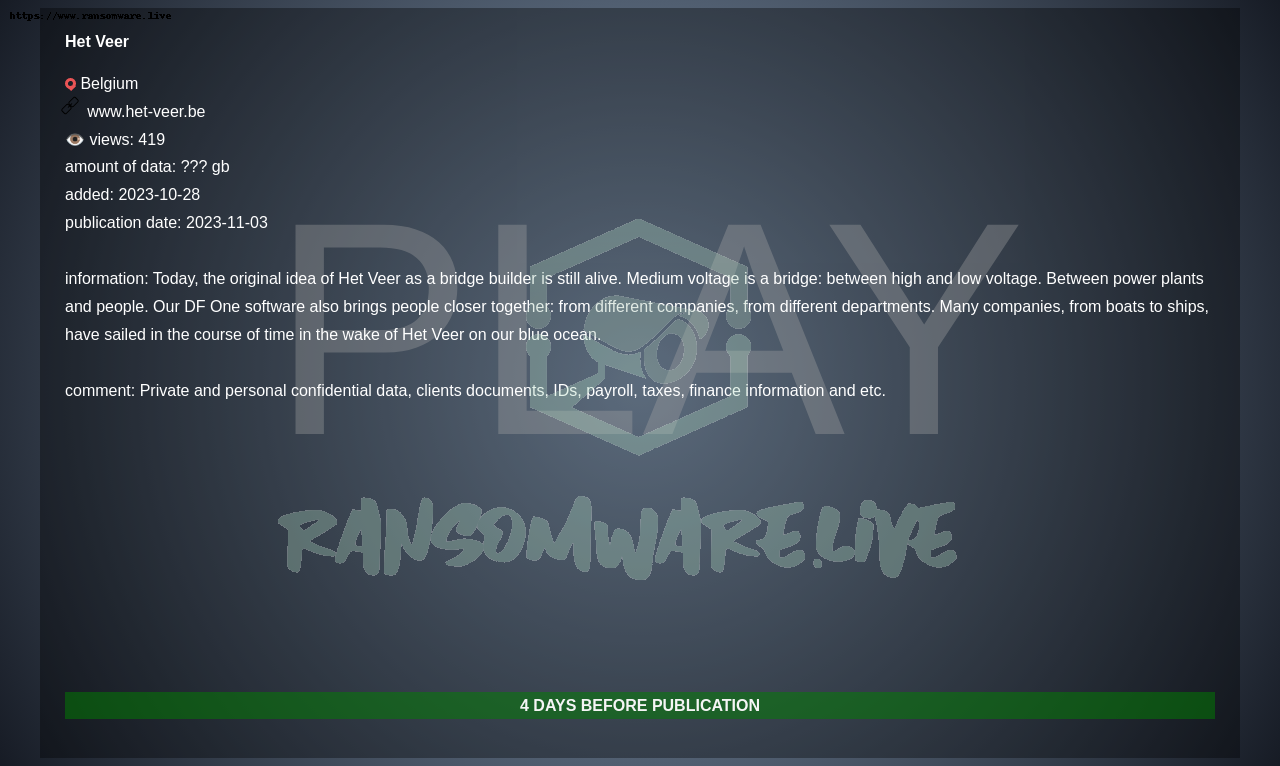 https://www.ransomware.live
Het Veer
Belgium
www.het-veer.be
views: 419
amount of data: ??? gb
added: 2023-10-28
publication date: 2023-11-03
PLAY
information: Today, the original idea of Het Veer as a bridge builder is still alive. Medium voltage is a bridge: between high and low voltage. Between power plants
and people. Our DF One software also brings people closer together: from different companies, from different departments. Many companies, from boats to ships,
have sailed in the course of time in the wake of Het Veer on our blue ocean.
comment: Private and personal confidential data, clients documents, IDs, payroll, taxes, finance information and etc.
RANSOMWARE.LIVE
4 DAYS BEFORE PUBLICATION